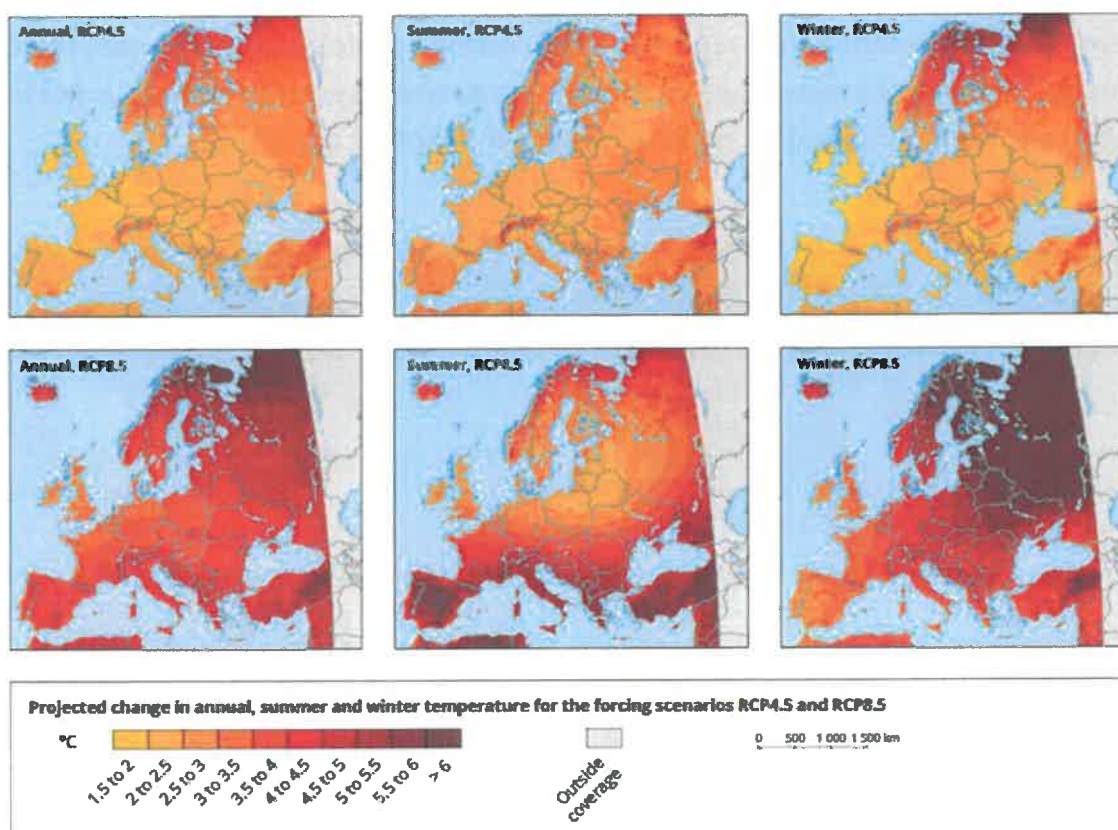 Annual, RCP4.5
Summer, RCP4.5
Winter, RCP4.5
Annual, RCP8.5
Summer, RCP8.5
Winter, RCP8.5
Projected change in annual, summer and winter temperature for the forcing scenarios RCP4.5 and RCP8.5
°C
1.5 to 2
2 to 2.5
2.5 to 3
3 to 3.5
3.5 to 4
4 to 4.5
4.5 to 5
5 to 5.5
5.5 to 6
> 6
Outside
coverage
0 500 1 000 1 500 km